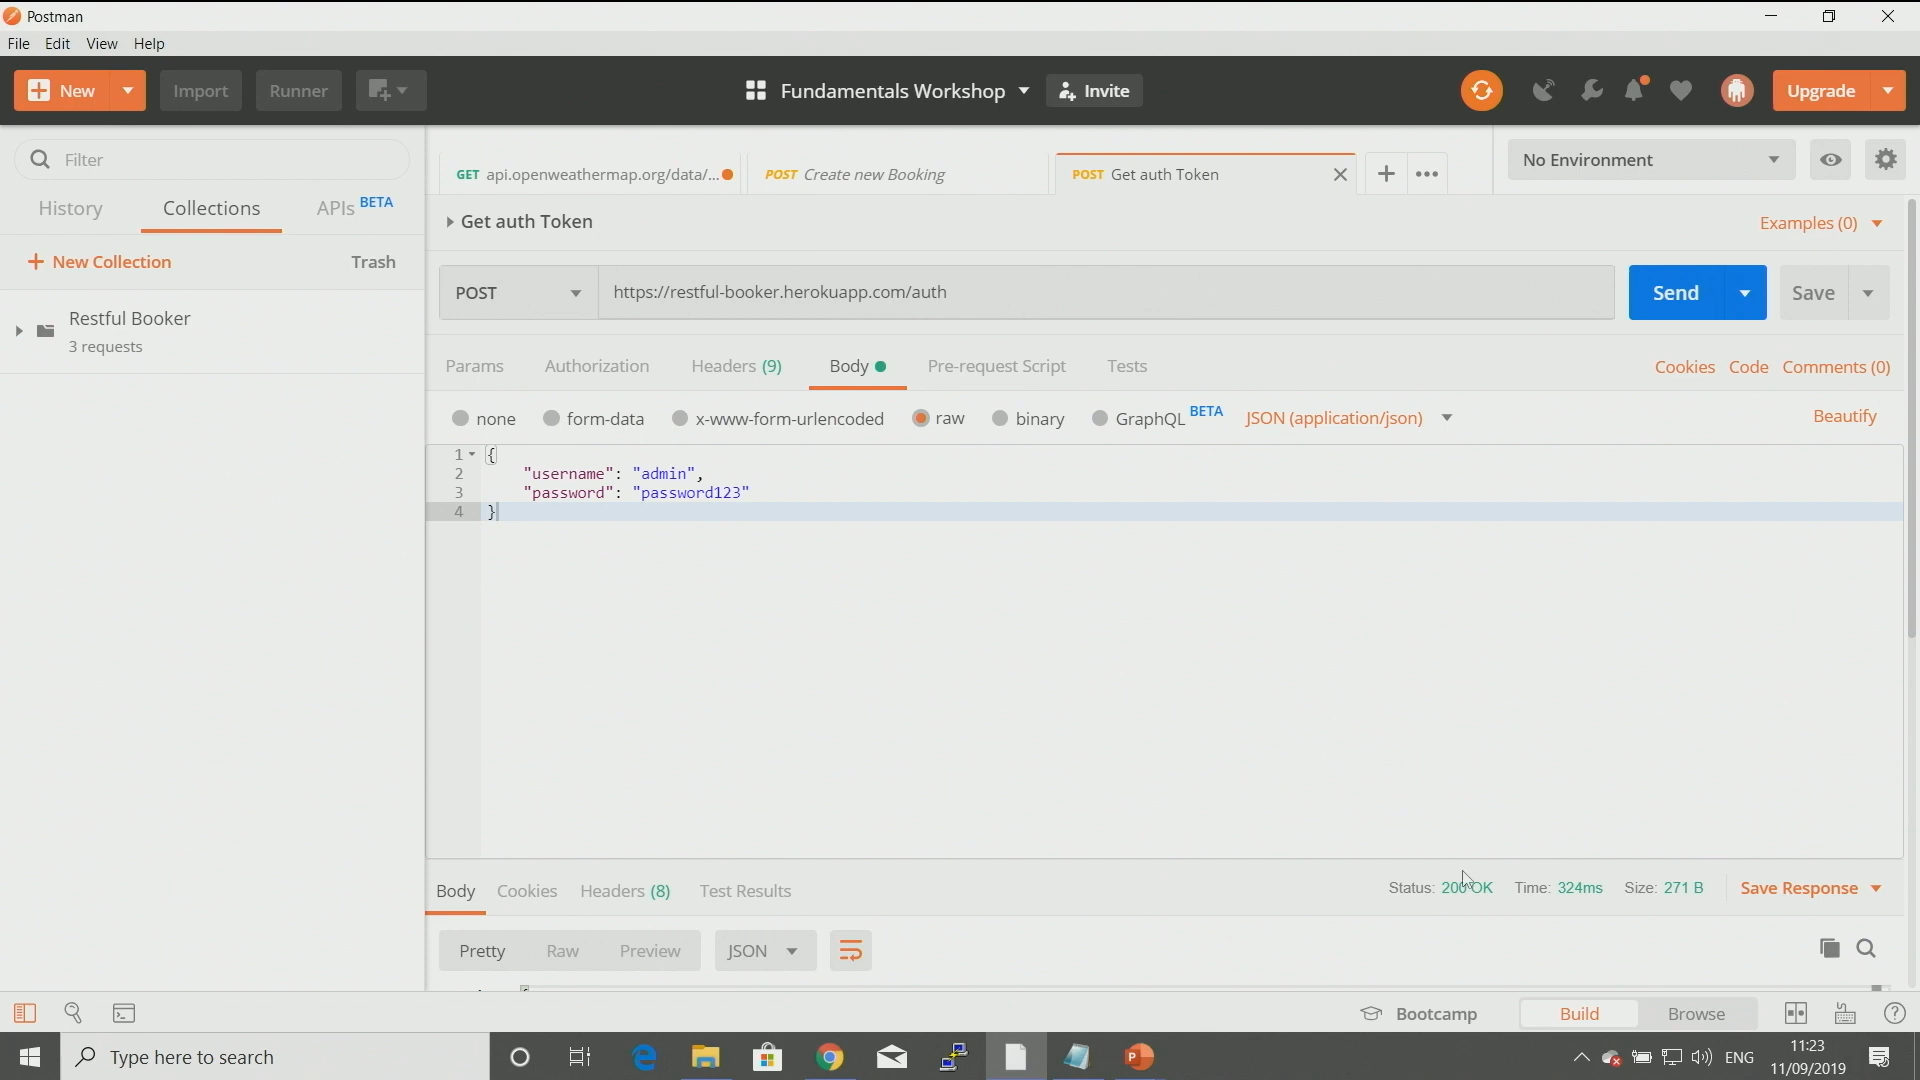 Postman
File Edit View Help
New Import Runner Fundamentals Workshop Invite Upgrade
Filter
History Collections APIs BETA
New Collection Trash
Restful Booker
3 requests
GET api.openweathermap.org/data/... POST Create new Booking POST Get auth Token No Environment
Get auth Token Examples (0)
POST https://restful-booker.herokuapp.com/auth Send Save
Params Authorization Headers (9) Body Pre-request Script Tests Cookies Code Comments (0)
none form-data x-www-form-urlencoded raw binary GraphQL BETA JSON (application/json) Beautify
1 {
2 "username": "admin",
3 "password": "password123"
4 }
Body Cookies Headers (8) Test Results Status: 200 OK Time: 324ms Size: 271 B Save Response
Pretty Raw Preview JSON
Bootcamp Build Browse
Type here to search ENG 11:23
11/09/2019